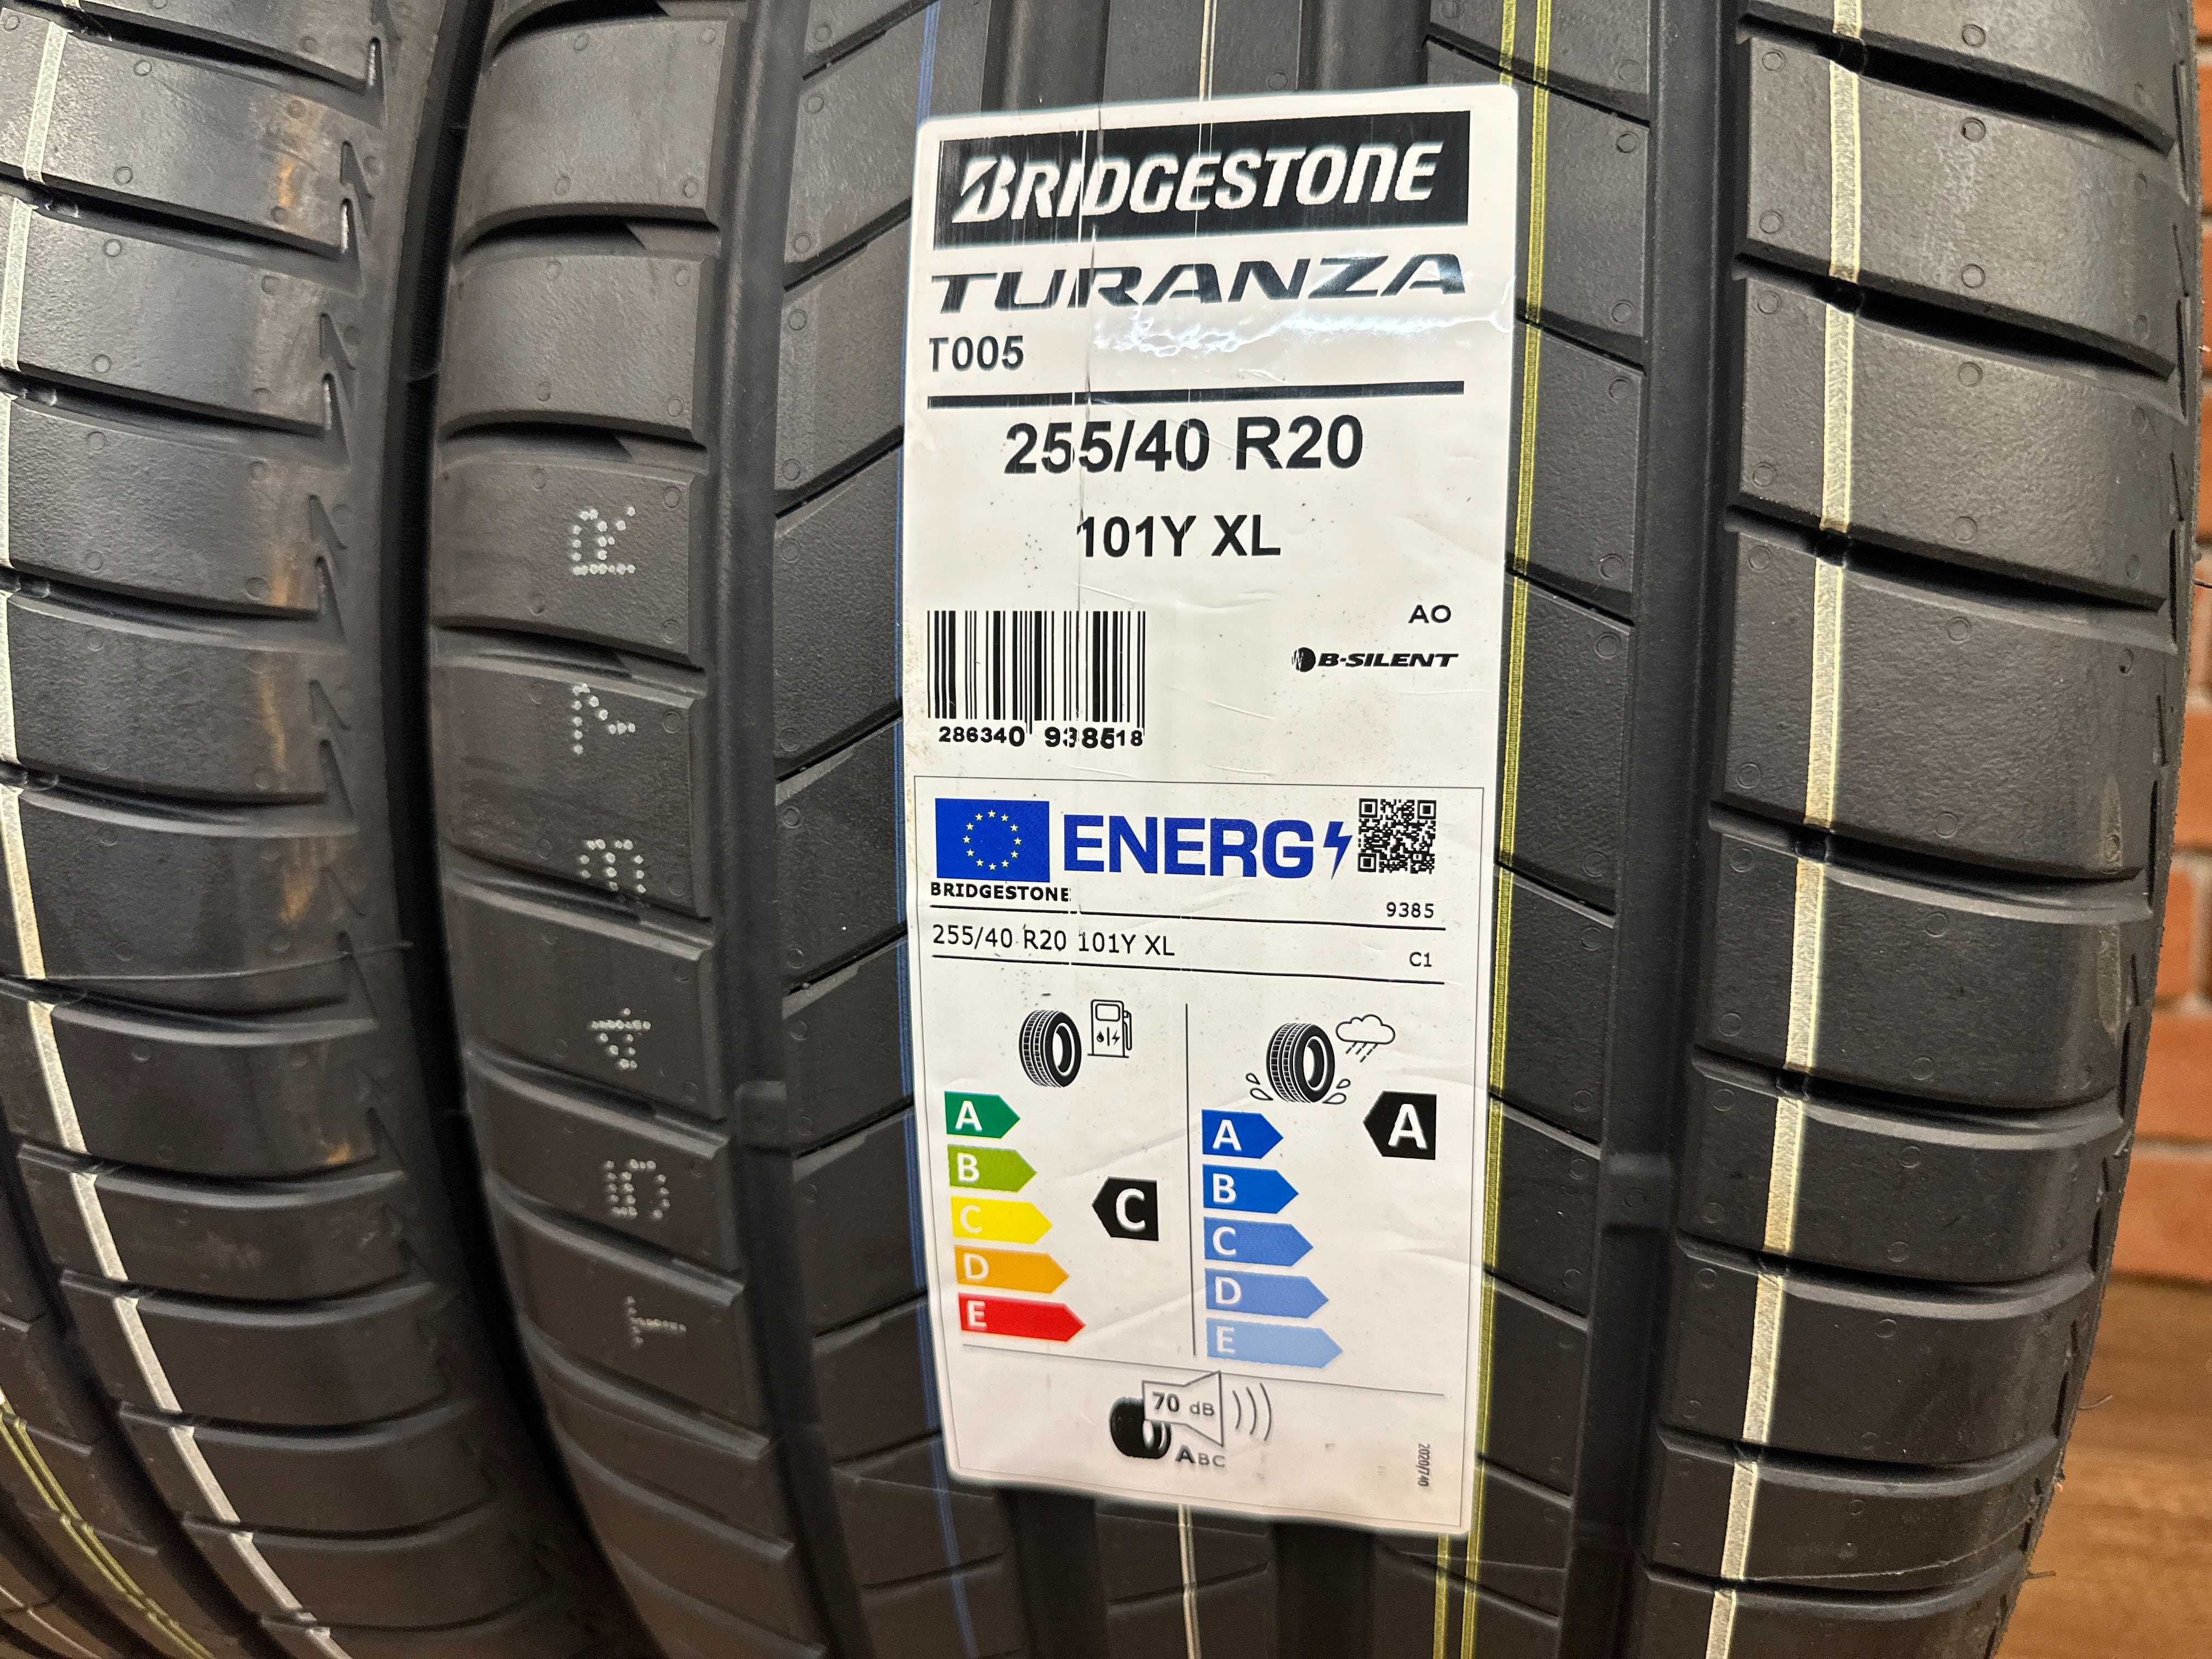 BRIDGESTONE
TURANZA
T005
255/40 R20
101Y XL
AO
B-SILENT
286340 938518
ENERG
BRIDGESTONE
9385
255/40 R20 101Y XL
C1
A
B
C
D
E
C
A
B
C
D
E
A
70 dB
ABC
2020/740